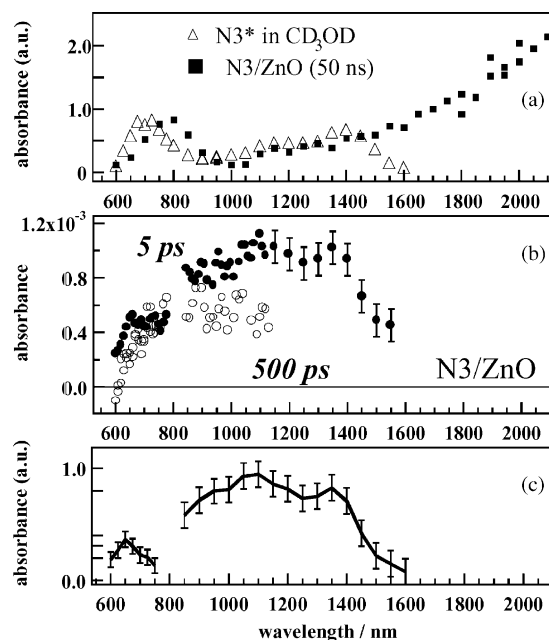 △ N3* in CD₃OD
■ N3/ZnO (50 ns)
(a)
absorbance (a.u.)
2.0
1.0
0
600 800 1000 1200 1400 1600 1800 2000
1.2x10⁻³
5 ps
(b)
absorbance
0.8
0.4
0.0
500 ps
N3/ZnO
600 800 1000 1200 1400 1600 1800 2000
(c)
absorbance (a.u.)
1.0
0.0
600 800 1000 1200 1400 1600 1800 2000
wavelength / nm